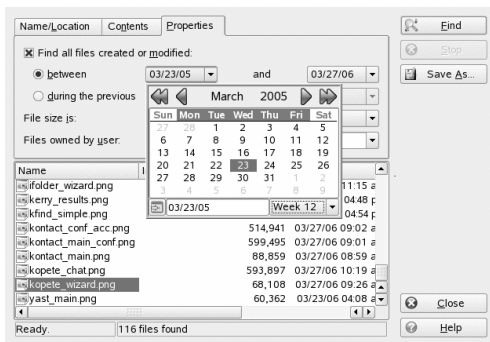 Name/Location Contents Properties
Find
Find all files created or modified:
Stop
between 03/23/05 and 03/27/06
Save As...
during the previous
March 2005
File size is:
Sun Mon Tue Wed Thu Fri Sat
27 28 1 2 3 4 5
Files owned by user:
6 7 8 9 10 11 12
13 14 15 16 17 18 19
20 21 22 23 24 25 26
27 28 29 30 31 1 2
3 4 5 6 7 8 9
03/23/05 Week 12
Name
ifolder_wizard.png 11:15 a
kerry_results.png 04:48 p
kfind_simple.png 04:54 p
kontact_conf_acc.png 514,941 03/27/06 09:02 a
kontact_main_conf.png 599,495 03/27/06 09:01 a
kontact_main.png 88,859 03/27/06 08:59 a
kopete_chat.png 593,897 03/27/06 10:19 a
kopete_wizard.png 68,108 03/27/06 09:26 a
yast_main.png 60,362 03/23/06 04:08 a
Close
Ready. 116 files found
Help